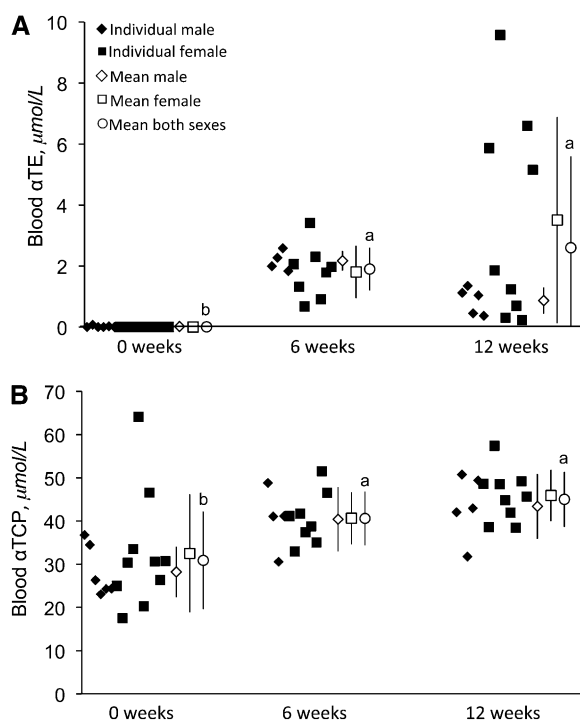 A
10
8
6
4
2
0
Blood αTE, μmol/L
Individual male
Individual female
Mean male
Mean female
Mean both sexes
b
a
a
0 weeks
6 weeks
12 weeks
B
70
60
50
40
30
20
10
0
Blood αTCP, μmol/L
b
a
a
0 weeks
6 weeks
12 weeks